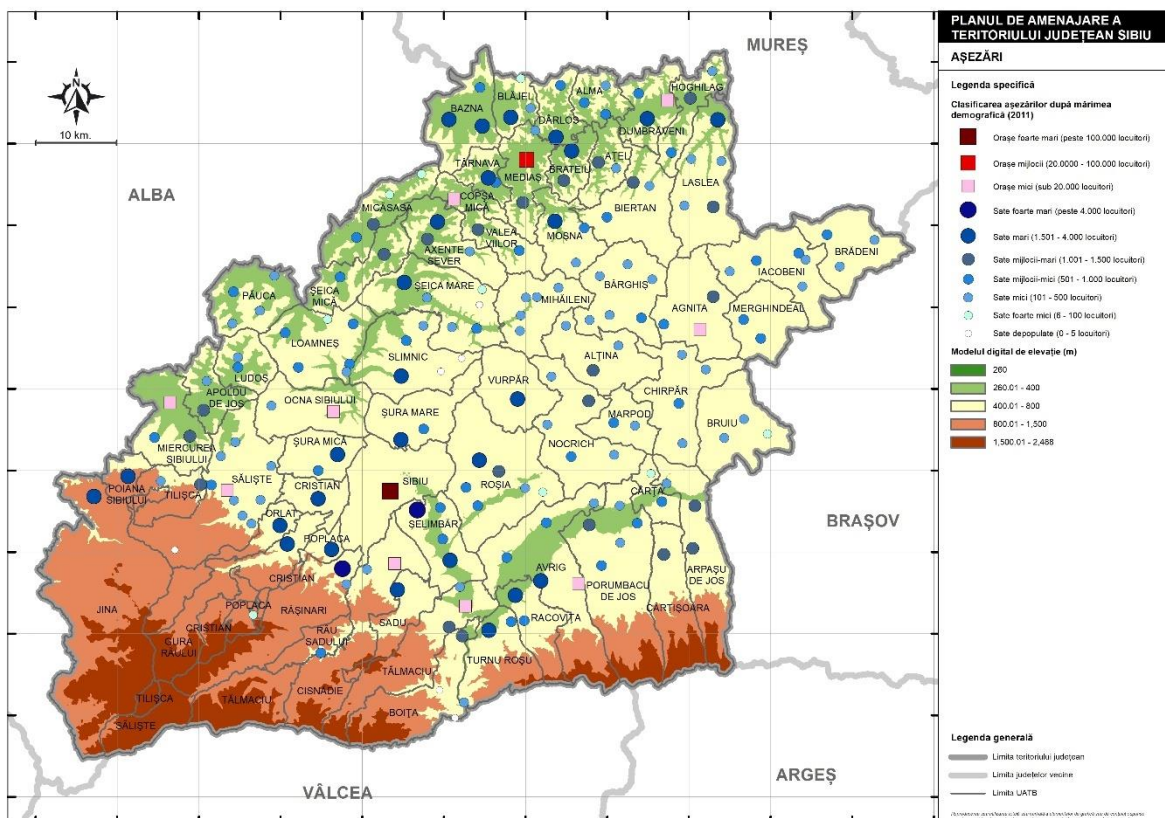 PLANUL DE AMENAJARE A
TERITORIULUI JUDEȚEAN SIBIU
AȘEZĂRI
Legenda specifică
Clasificarea așezărilor după mărimea
demografică (2011)
Orașe foarte mari (peste 100.000 locuitori)
Orașe mijlocii (20.0000 - 100.000 locuitori)
Orașe mici (sub 20.000 locuitori)
Sate foarte mari (peste 4.000 locuitori)
Sate mari (1.501 - 4.000 locuitori)
Sate mijlocii-mari (1.001 - 1.500 locuitori)
Sate mijlocii-mici (501 - 1.000 locuitori)
Sate mici (101 - 500 locuitori)
Sate foarte mici (6 - 100 locuitori)
Sate depopulate (0 - 5 locuitori)
Modelul digital de elevație (m)
260
260.01 - 400
400.01 - 800
800.01 - 1,500
1,500.01 - 2,488
Legenda generală
Limita teritoriului județean
Limita județelor vecine
Limita UATB
N
10 km.
MUREȘ
ALBA
BRAȘOV
ARGEȘ
VÂLCEA
HOGHILAG
ALMA
BLĂJEL
BAZNA
DÂRLOS
DUMBRĂVENI
AȚEL
BRATEIU
TÂRNAVA
MEDIAȘ
LASLEA
COPȘA
MICĂ
MICĂSASA
BIERTAN
VALEA
VIILOR
MOȘNA
AXENTE
SEVER
BRĂDENI
IACOBENI
BÂRGHIȘ
ȘEICA MARE
ȘEICA
MICĂ
PĂUCA
MIHĂILENI
AGNITA
MERGHINDEAL
LOAMNEȘ
SLIMNIC
ALȚINA
LUDOȘ
VURPĂR
APOLDU
DE JOS
OCNA SIBIULUI
CHIRPĂR
ȘURA MARE
MARPOD
BRUIU
ȘURA MICĂ
NOCRICH
MIERCUREA
SIBIULUI
SĂLIȘTE
SIBIU
ROȘIA
CRISTIAN
POIANA
SIBIULUI
TILIȘCA
CÂRȚA
ORLAT
ȘELIMBĂR
POPLACA
AVRIG
ARPAȘU
DE JOS
CRISTIAN
PORUMBACU
DE JOS
JINA
POPLACA
RĂȘINARI
CÂRȚIȘOARA
SADU
RACOVIȚA
CRISTIAN
RÂU
SADULUI
GURA
RÂULUI
TURNU ROȘU
TĂLMACIU
CISNĂDIE
TILIȘCA
TĂLMACIU
BOIȚA
SĂLIȘTE